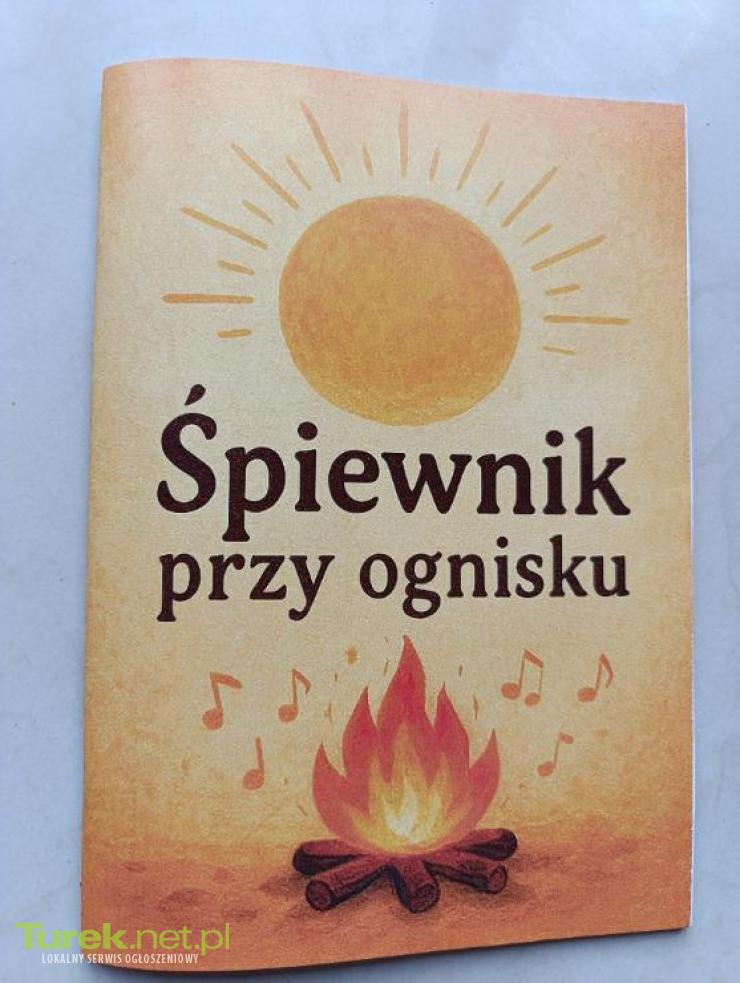 Śpiewnik
przy ognisku
Turek.net.pl
LOKALNY SERWIS OGŁOSZENIOWY